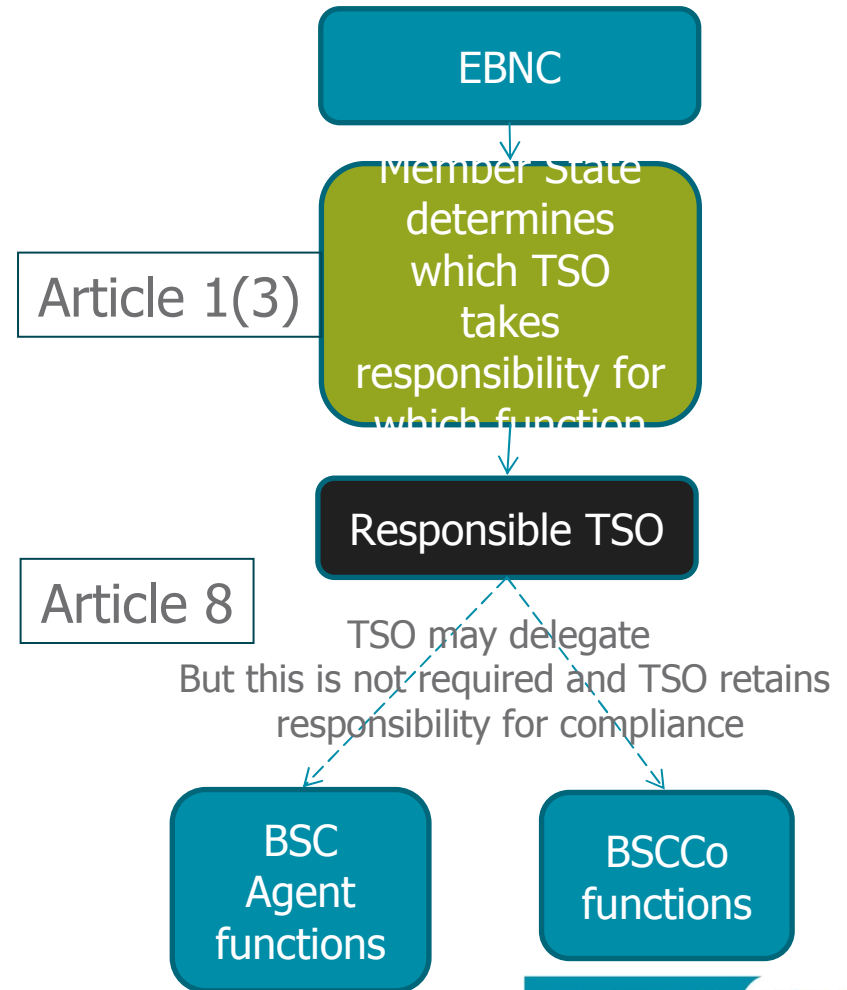 EBNC
Member State
determines
which TSO
takes
responsibility for
which function
Article 1(3)
Responsible TSO
Article 8
TSO may delegate
But this is not required and TSO retains
responsibility for compliance
BSC
Agent
functions
BSCCo
functions